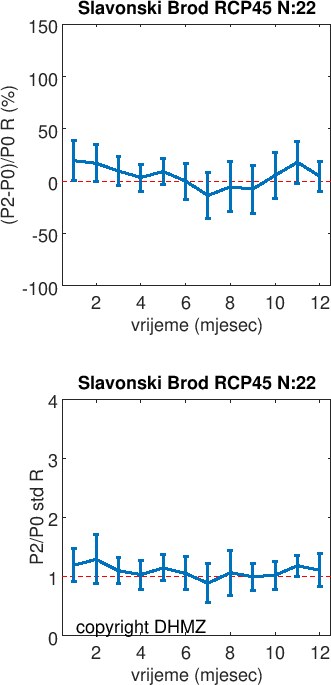 Slavonski Brod RCP45 N:22
150
100
50
0
-50
-100
(P2-P0)/P0 R (%)
2 4 6 8 10 12
vrijeme (mjesec)
Slavonski Brod RCP45 N:22
4
3
2
1
0
P2/P0 std R
copyright DHMZ
2 4 6 8 10 12
vrijeme (mjesec)